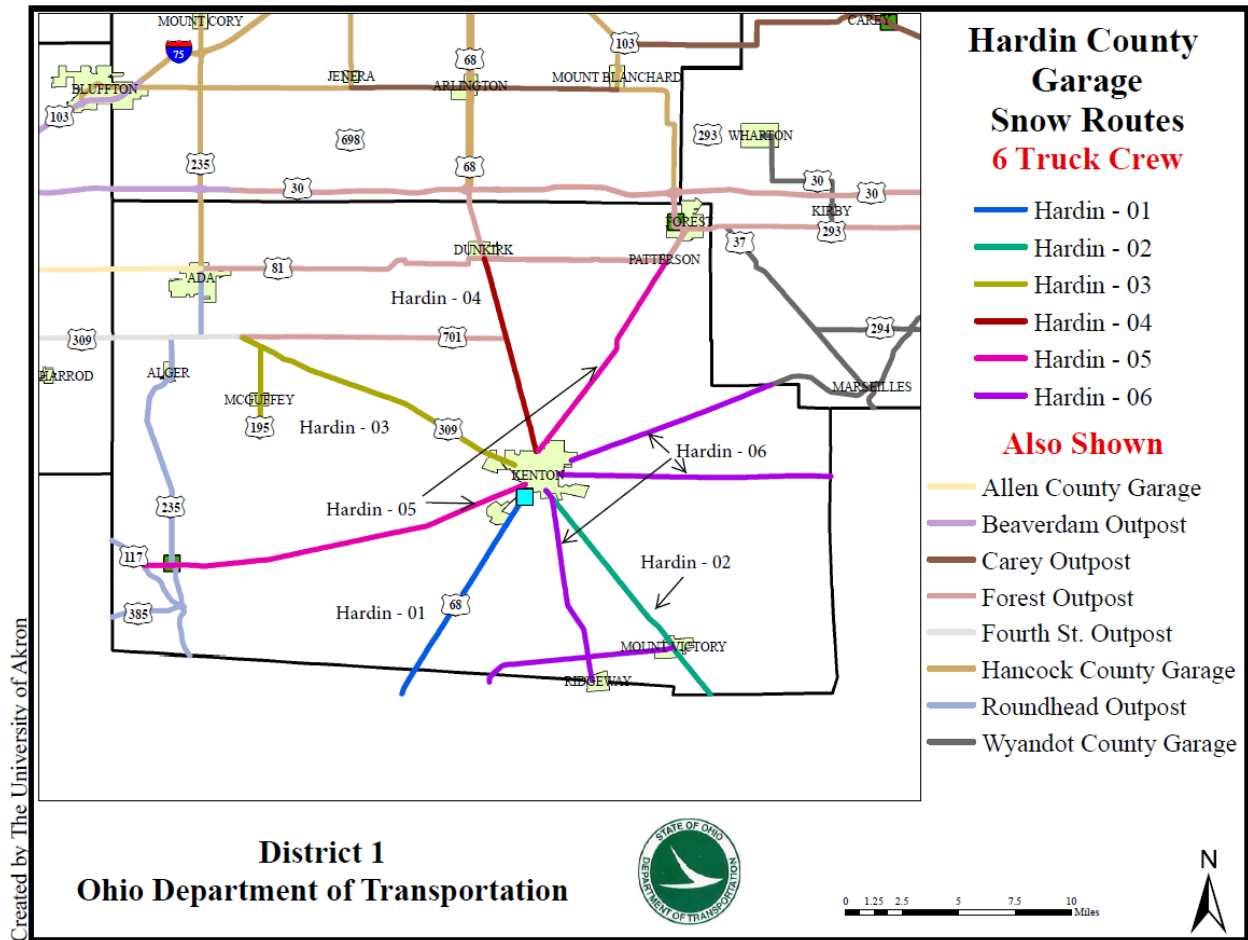 MOUNT CORY
CAREY
75
68
103
JENERA
ARLINGTON
MOUNT BLANCHARD
BLUFFTON
103
698
293
WHARTON
235
68
30
30
30
KIRBY
FOREST
293
37
DUNKIRK
PATTERSON
81
ADA
Hardin - 04
309
701
294
HARROD
ALGER
MARSEILLES
MCGUFFEY
195
Hardin - 03
309
Hardin - 06
KENTON
Hardin - 05
235
117
Hardin - 02
385
Hardin - 01
68
MOUNT VICTORY
RIDGEWAY
Hardin County
Garage
Snow Routes
6 Truck Crew
Hardin - 01
Hardin - 02
Hardin - 03
Hardin - 04
Hardin - 05
Hardin - 06
Also Shown
Allen County Garage
Beaverdam Outpost
Carey Outpost
Forest Outpost
Fourth St. Outpost
Hancock County Garage
Roundhead Outpost
Wyandot County Garage
Created by The University of Akron
District 1
Ohio Department of Transportation
STATE OF OHIO
DEPARTMENT OF TRANSPORTATION
0 1.25 2.5 5 7.5 10
Miles
N